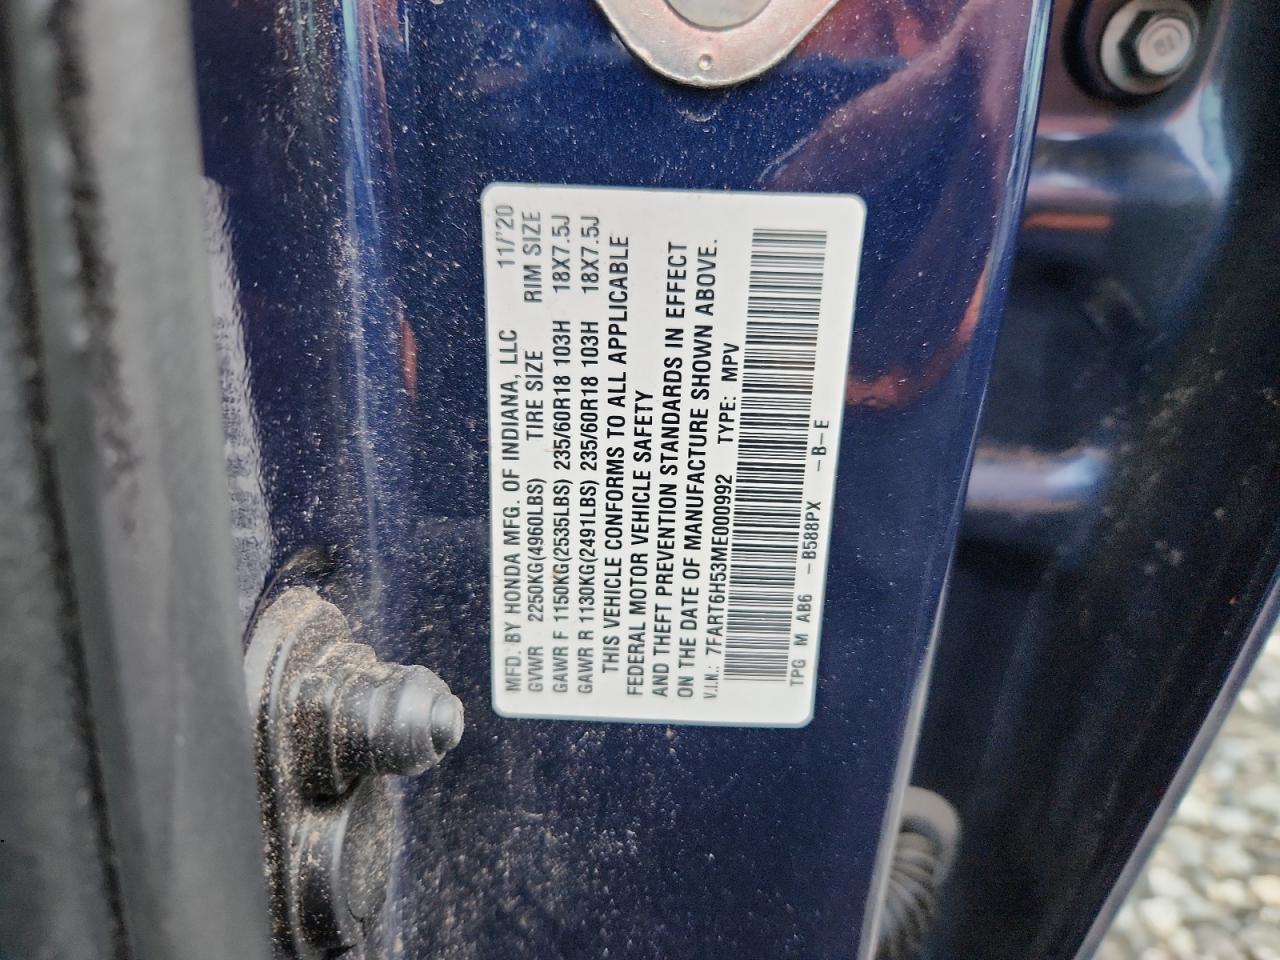 MFD. BY HONDA MFG. OF INDIANA, LLC 11/'20
GVWR 2250KG(4960LBS) TIRE SIZE RIM SIZE
GAWR F 1150KG(2535LBS) 235/60R18 103H 18X7.5J
GAWR R 1130KG(2491LBS) 235/60R18 103H 18X7.5J
THIS VEHICLE CONFORMS TO ALL APPLICABLE
FEDERAL MOTOR VEHICLE SAFETY
AND THEFT PREVENTION STANDARDS IN EFFECT
ON THE DATE OF MANUFACTURE SHOWN ABOVE.
V.I.N.: 7FART6H53ME000992 TYPE: MPV
TPG M AB6 -B588PX -B-E